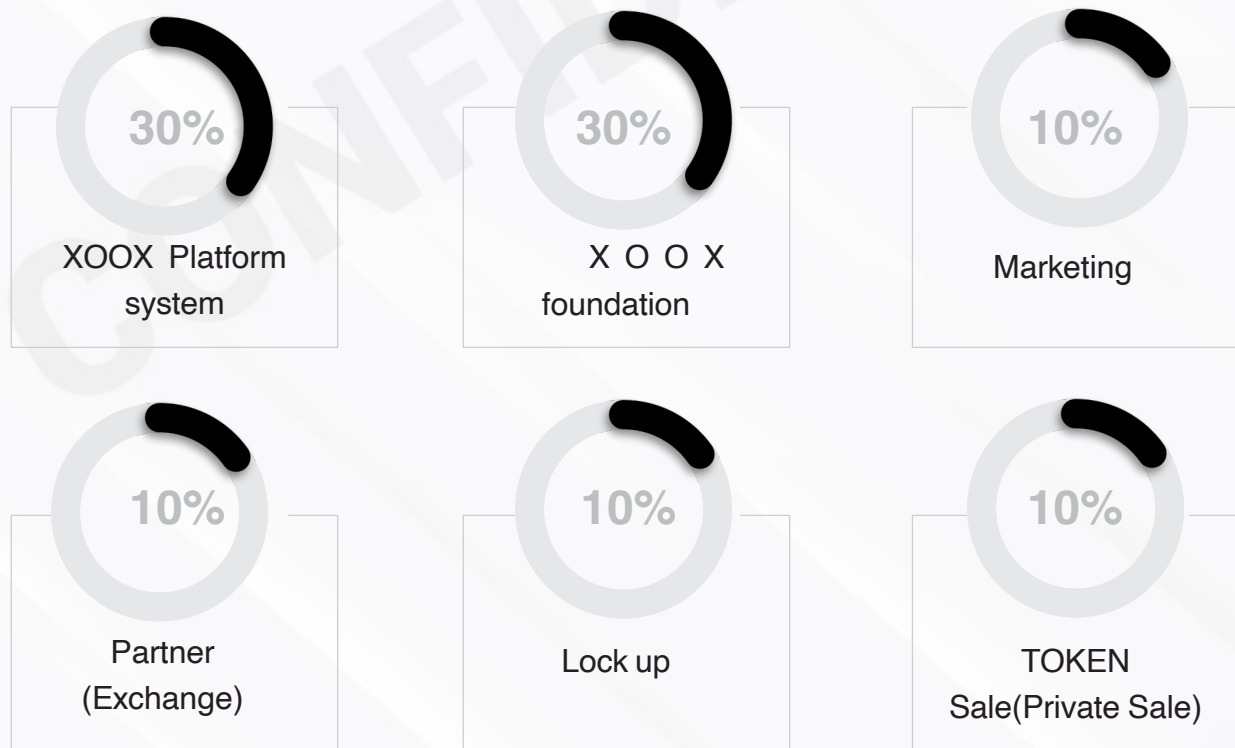 30%
30%
10%
XOOX Platform
system
X O O X
foundation
Marketing
10%
10%
10%
Partner
(Exchange)
Lock up
TOKEN
Sale(Private Sale)